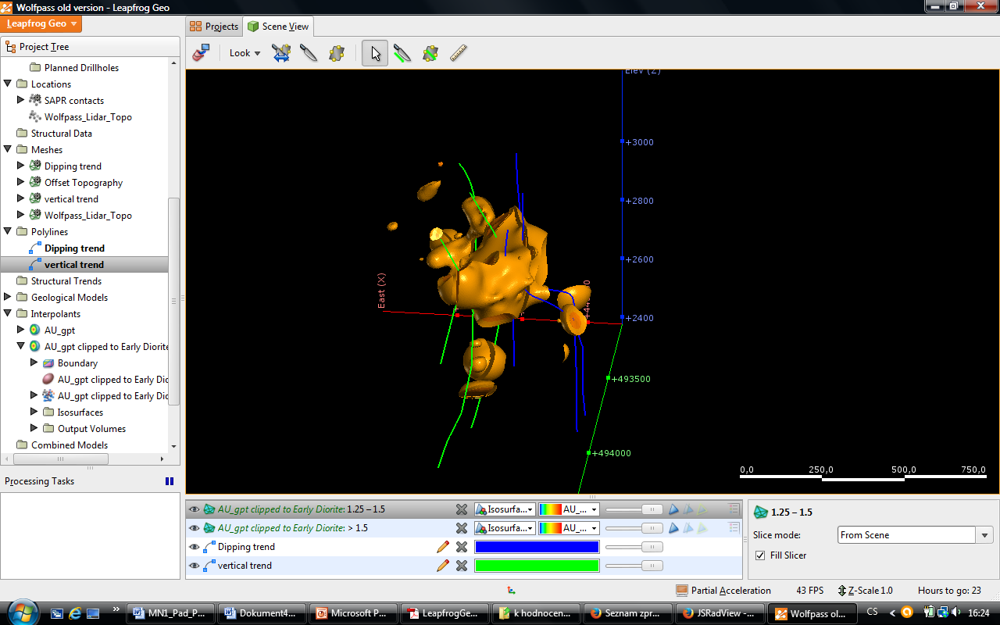 Wolfpass old version - Leapfrog Geo
Leapfrog Geo
Projects
Scene View
Project Tree
Look
Planned Drillholes
Locations
SAPR contacts
Wolfpass_Lidar_Topo
Structural Data
Meshes
Dipping trend
Offset Topography
vertical trend
Wolfpass_Lidar_Topo
Polylines
Dipping trend
vertical trend
Structural Trends
Geological Models
Interpolants
AU_gpt
AU_gpt clipped to Early Diorite
Boundary
AU_gpt clipped to Early Dio
AU_gpt clipped to Early Dio
Isosurfaces
Output Volumes
Combined Models
Processing Tasks
Elev (Z)
+3000
+2800
+2600
+2400
East (X)
+493500
+494000
0,0 250,0 500,0 750,0
AU_gpt clipped to Early Diorite: 1.25 – 1.5 Isosurfa... AU_...
AU_gpt clipped to Early Diorite: > 1.5 Isosurfa... AU_...
Dipping trend
vertical trend
1.25 – 1.5
Slice mode: From Scene
Fill Slicer
Partial Acceleration 43 FPS Z-Scale 1.0 Hours to go: 23
MN1_Pad_P... Dokument4... Microsoft P... LeapfrogGe... k hodnocen... Seznam zpr... JSRadView -... Wolfpass ol... CS 16:24